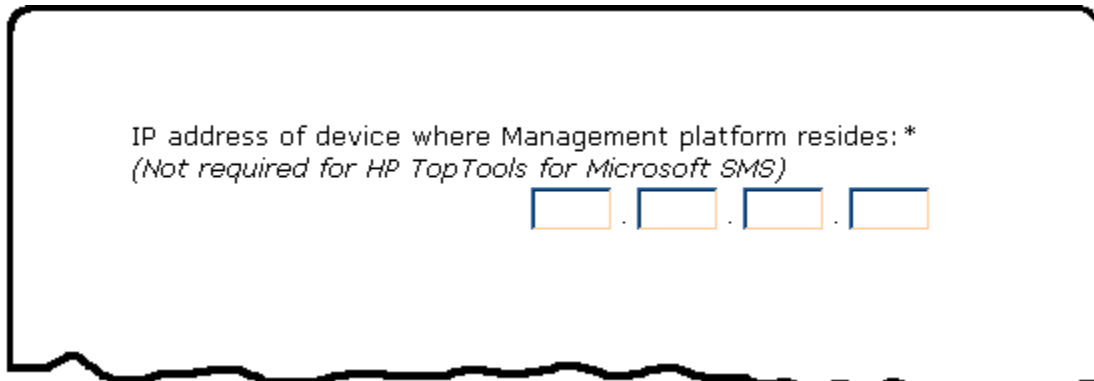 IP address of device where Management platform resides:*
(Not required for HP TopTools for Microsoft SMS)
. . .